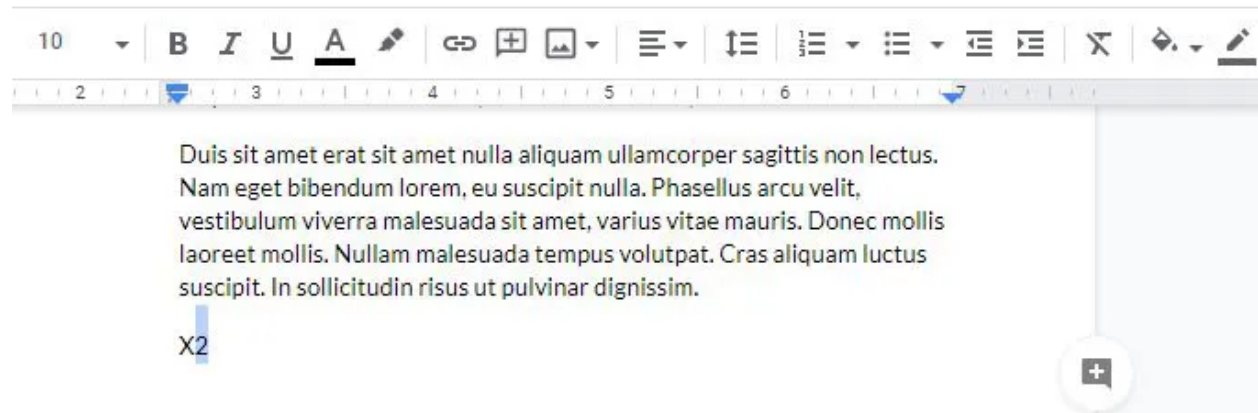 10 B I U A
2 3 4 5 6 7
Duis sit amet erat sit amet nulla aliquam ullamcorper sagittis non lectus.
Nam eget bibendum lorem, eu suscipit nulla. Phasellus arcu velit,
vestibulum viverra malesuada sit amet, varius vitae mauris. Donec mollis
laoreet mollis. Nullam malesuada tempus volutpat. Cras aliquam luctus
suscipit. In sollicitudin risus ut pulvinar dignissim.
X2